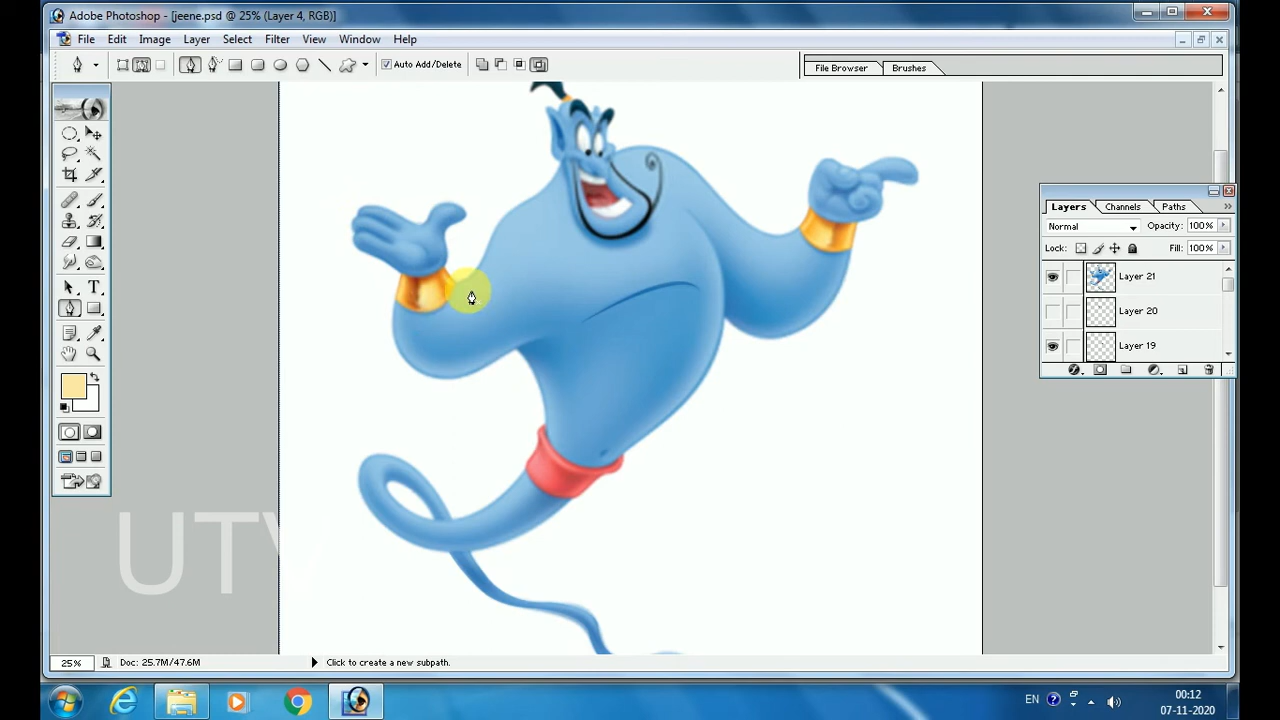 Adobe Photoshop - [jeene.psd @ 25% (Layer 4, RGB)]
File Edit Image Layer Select Filter View Window Help
Auto Add/Delete
File Browser Brushes
Layers Channels Paths
Normal Opacity: 100%
Lock: Fill: 100%
Layer 21
Layer 20
Layer 19
T
UTV
25% Doc: 25.7M/47.6M Click to create a new subpath.
EN 00:12
07-11-2020